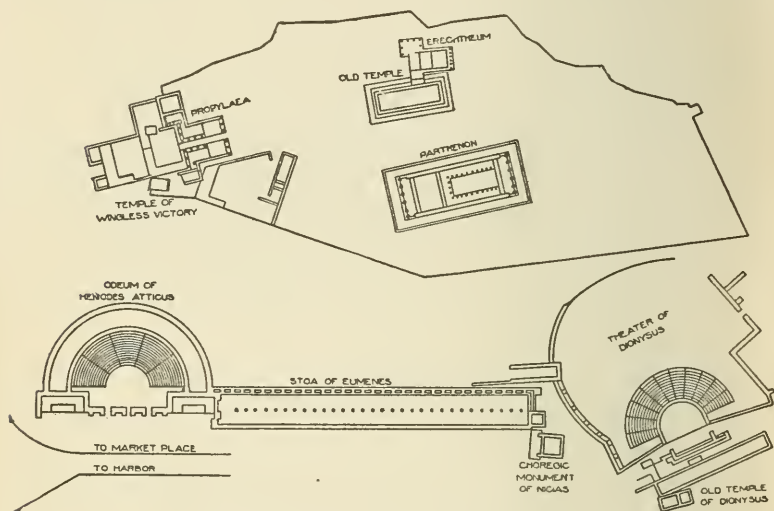 ERECHTHEUM
OLD TEMPLE
PROPYLAEA
PARTHENON
TEMPLE OF
WINGLESS VICTORY
ODEUM OF
HERODES ATTICUS
THEATER OF
DIONYSUS
STOA OF EUMENES
TO MARKET PLACE
TO HARBOR
CHOREGIC
MONUMENT
OF NICIAS
OLD TEMPLE
OF DIONYSUS